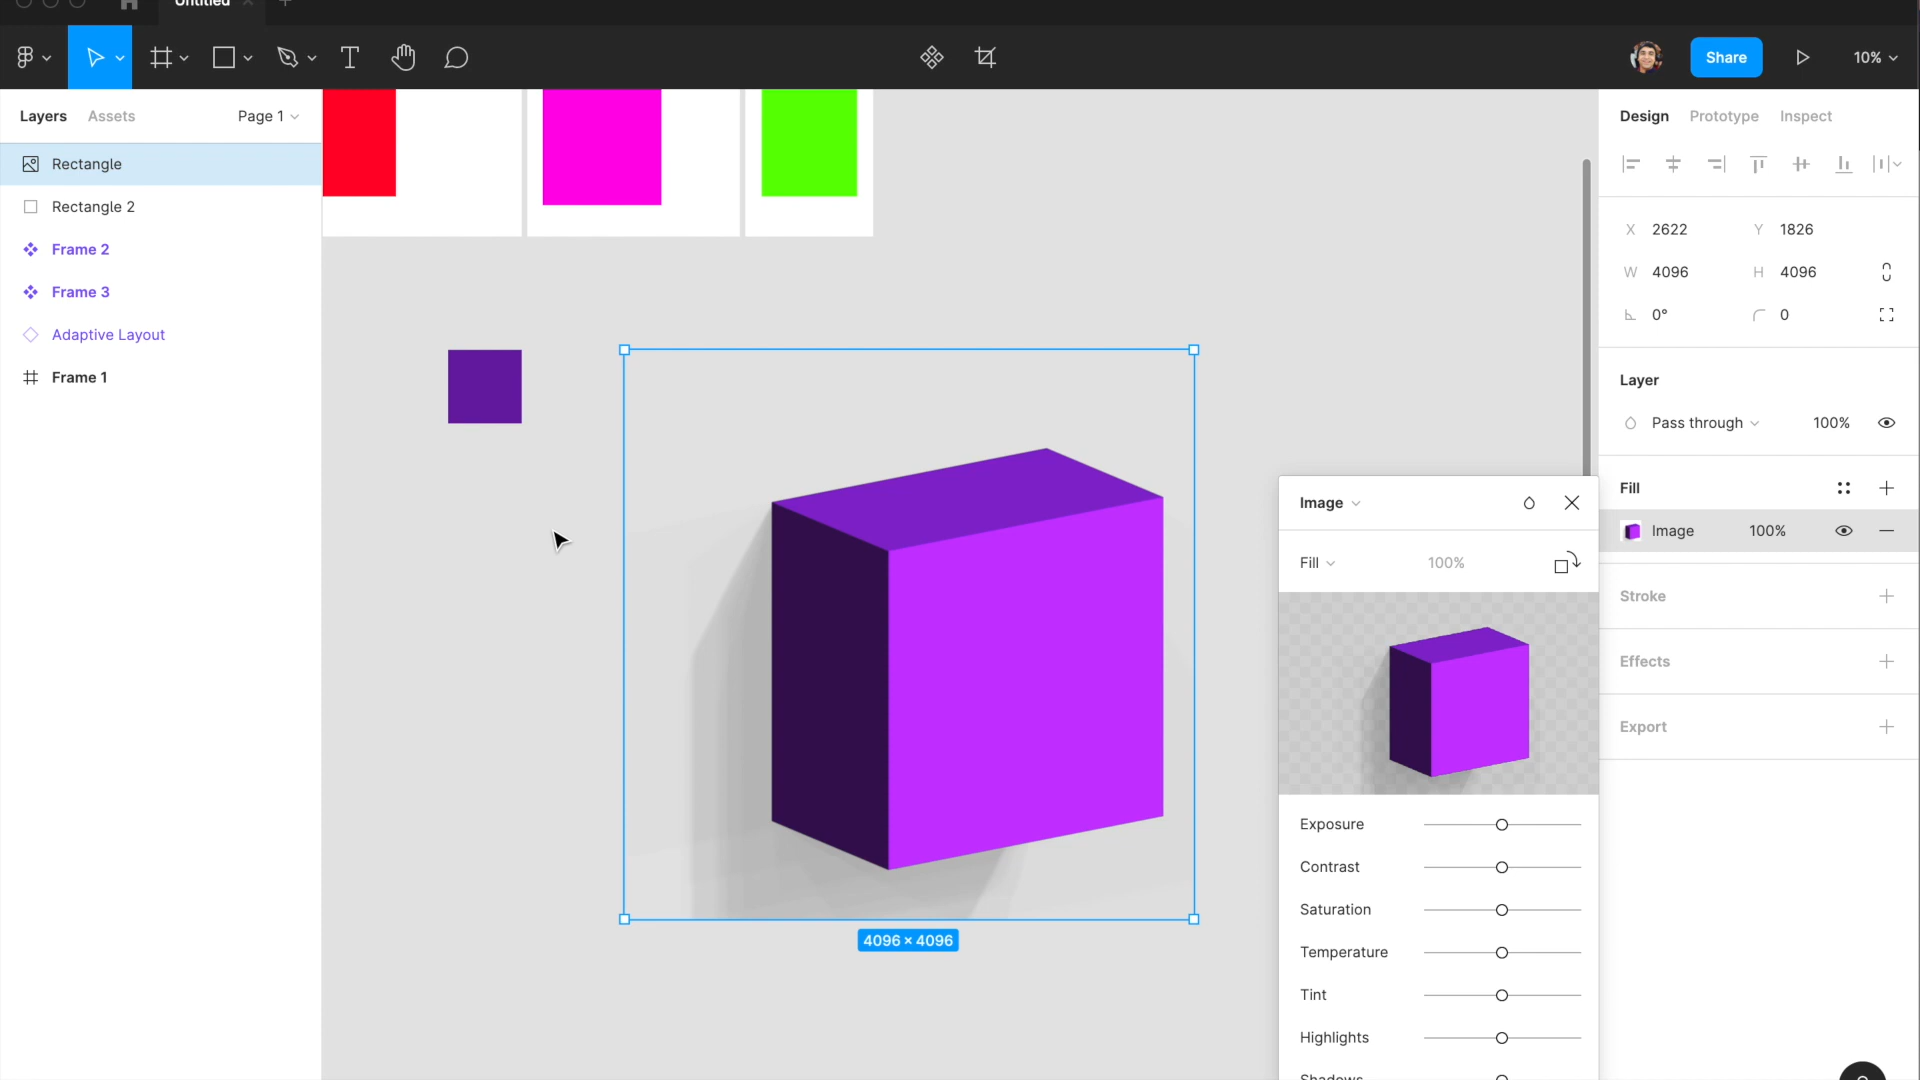 Untitled
Share
10%
Layers
Assets
Page 1
Rectangle
Rectangle 2
Frame 2
Frame 3
Adaptive Layout
Frame 1
4096 × 4096
Design
Prototype
Inspect
X 2622
Y 1826
W 4096
H 4096
0°
0
Layer
Pass through
100%
Fill
Image
100%
Stroke
Effects
Export
Image
Fill
100%
Exposure
Contrast
Saturation
Temperature
Tint
Highlights
Shadows